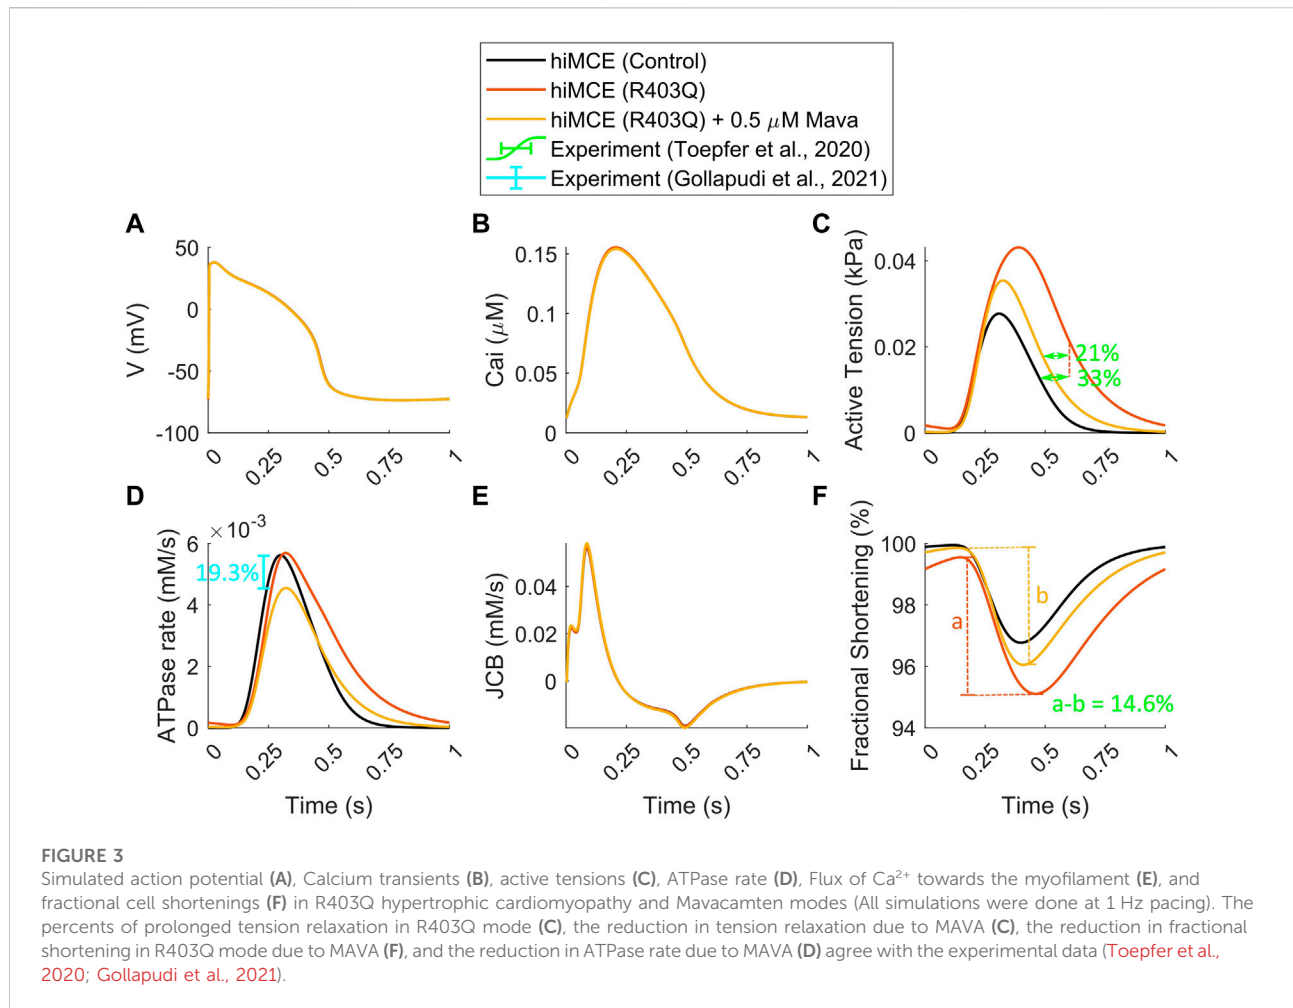 hiMCE (Control)
hiMCE (R403Q)
hiMCE (R403Q) + 0.5 μM Mava
Experiment (Toepfer et al., 2020)
Experiment (Gollapudi et al., 2021)
A
V (mV)
50
0
-50
-100
0 0.25 0.5 0.75 1
B
Cai (μM)
0.15
0.1
0.05
0
0 0.25 0.5 0.75 1
C
Active Tension (kPa)
0.04
0.02
0
21%
33%
0 0.25 0.5 0.75 1
D
×10⁻³
ATPase rate (mM/s)
6
4
2
0
19.3%
0 0.25 0.5 0.75 1
Time (s)
E
JCB (mM/s)
0.04
0.02
0
0 0.25 0.5 0.75 1
Time (s)
F
Fractional Shortening (%)
100
98
96
94
a
b
a-b = 14.6%
0 0.25 0.5 0.75 1
Time (s)
FIGURE 3
Simulated action potential (A), Calcium transients (B), active tensions (C), ATPase rate (D), Flux of Ca²⁺ towards the myofilament (E), and
fractional cell shortenings (F) in R403Q hypertrophic cardiomyopathy and Mavacamten modes (All simulations were done at 1 Hz pacing). The
percents of prolonged tension relaxation in R403Q mode (C), the reduction in tension relaxation due to MAVA (C), the reduction in fractional
shortening in R403Q mode due to MAVA (F), and the reduction in ATPase rate due to MAVA (D) agree with the experimental data (Toepfer et al.,
2020; Gollapudi et al., 2021).